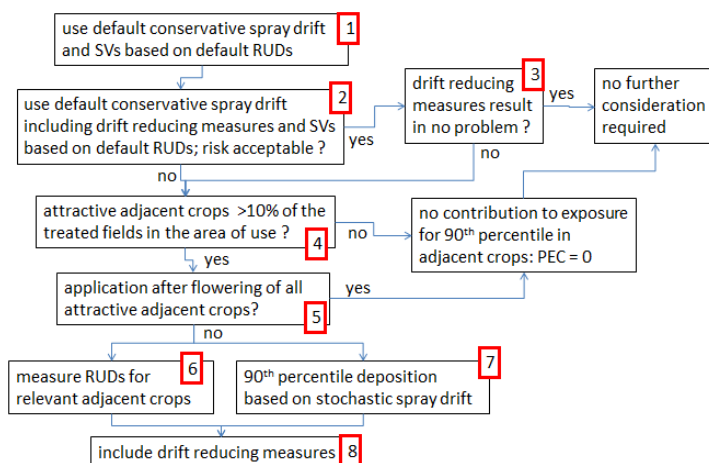 use default conservative spray drift
and SVs based on default RUDs
1
use default conservative spray drift
including drift reducing measures and SVs
based on default RUDs; risk acceptable ?
2
yes
no
drift reducing
measures result
in no problem ?
3
yes
no
no further
consideration
required
attractive adjacent crops >10% of the
treated fields in the area of use ?
4
no
yes
no contribution to exposure
for 90th percentile in
adjacent crops: PEC = 0
application after flowering of all
attractive adjacent crops?
5
yes
no
measure RUDs for
relevant adjacent crops
6
90th percentile deposition
based on stochastic spray drift
7
include drift reducing measures
8